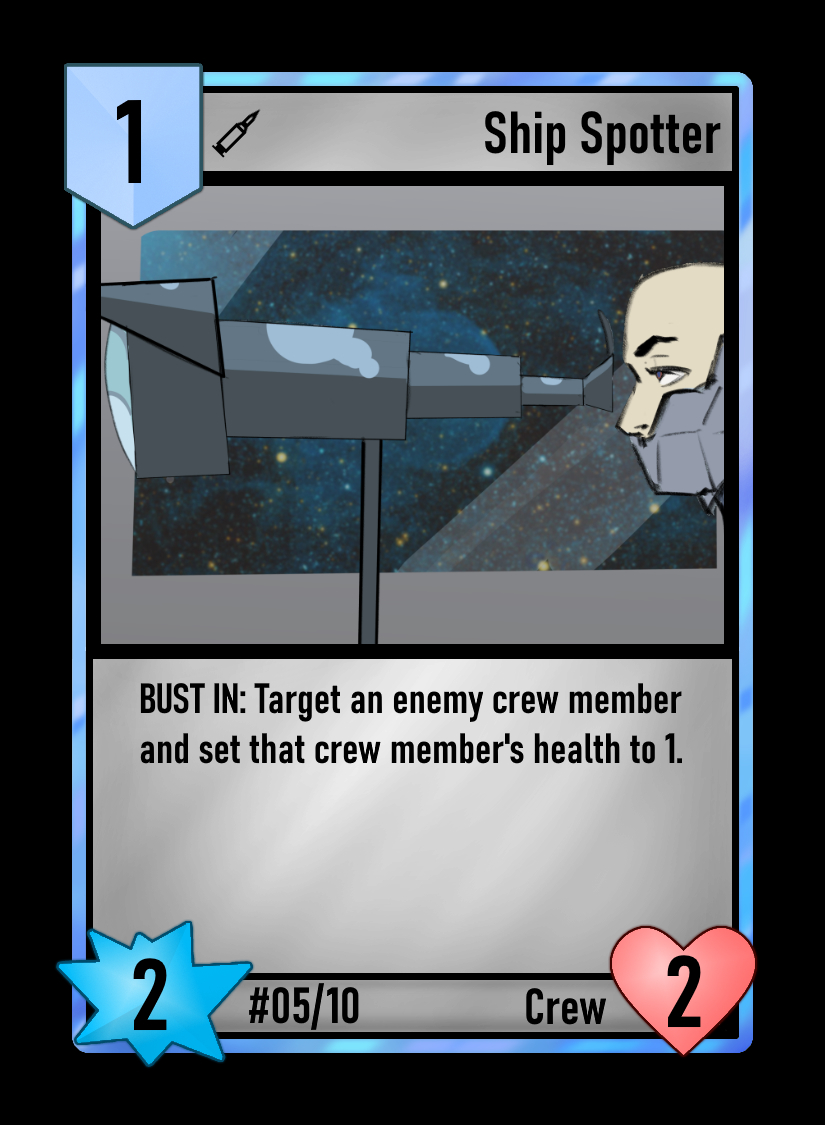 1
Ship Spotter
BUST IN: Target an enemy crew member
and set that crew member's health to 1.
2
#05/10
Crew
2